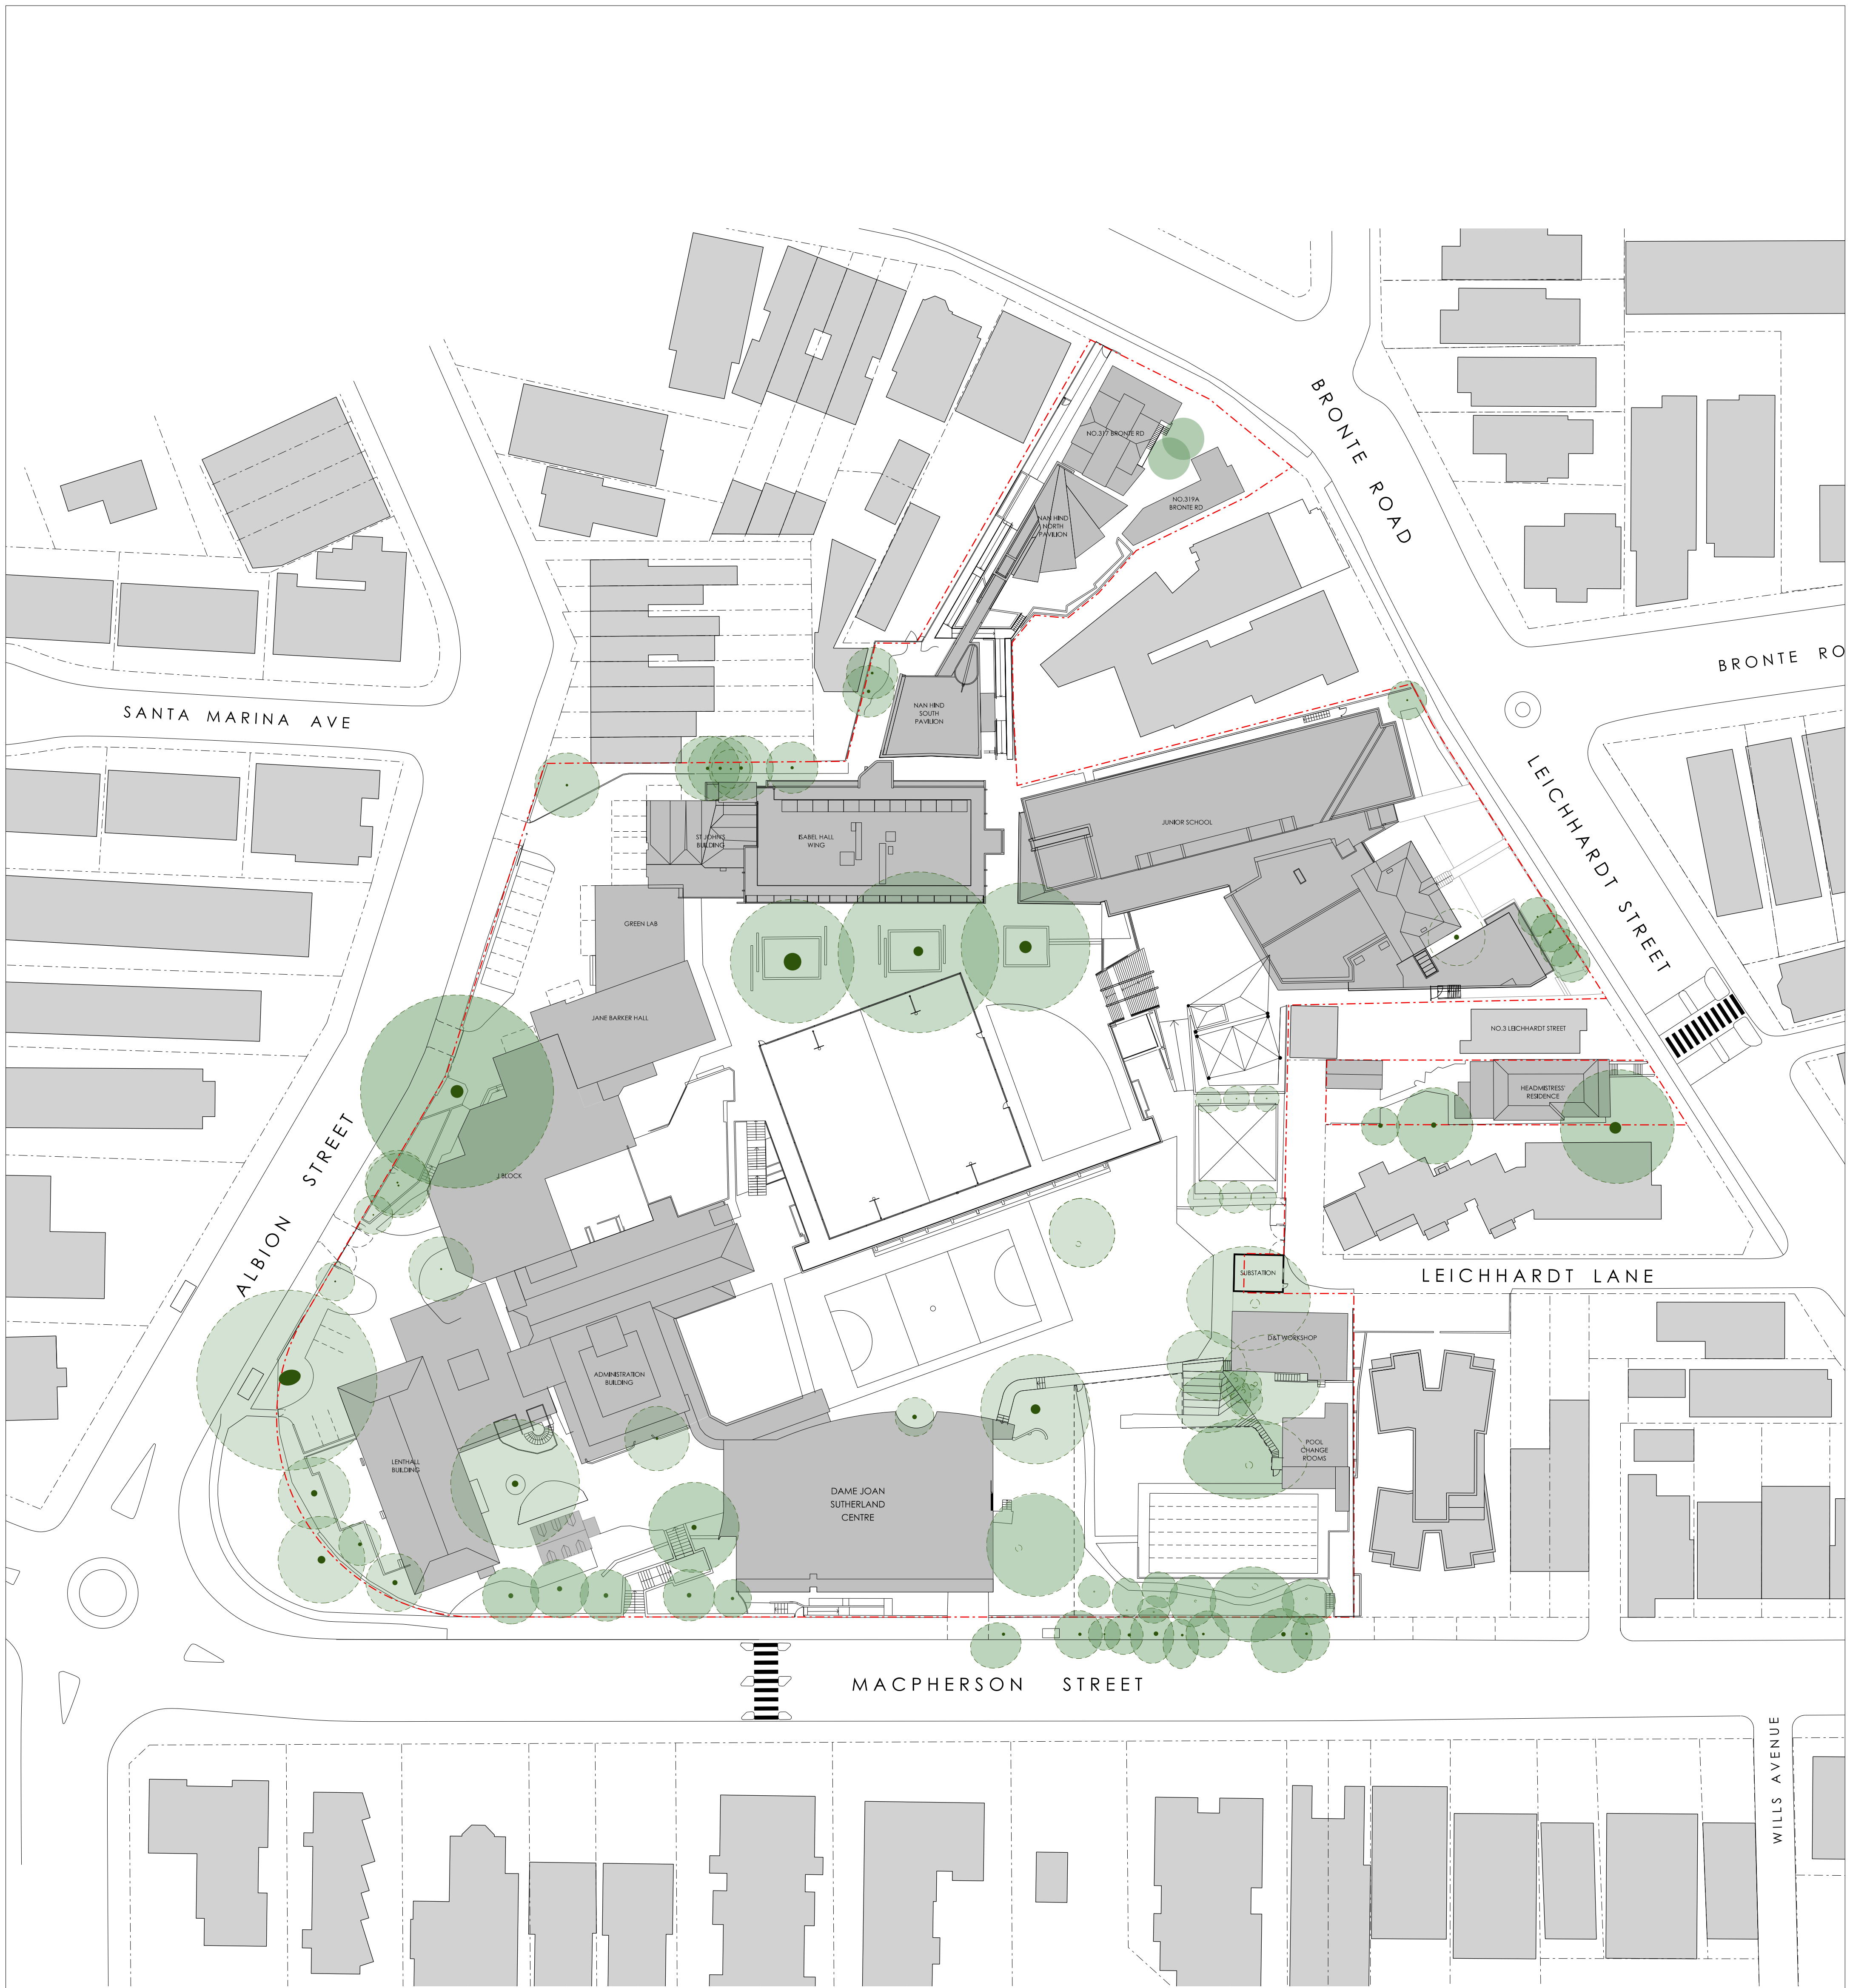 BRONTE ROAD
NO.317 BRONTE RD
NO.319A
BRONTE RD
NAN HIND
NORTH
PAVILION
BRONTE RO
SANTA MARINA AVE
NAN HIND
SOUTH
PAVILION
LEICHHARDT STREET
JUNIOR SCHOOL
ST JOHN'S
BUILDING
ISABEL HALL
WING
GREEN LAB
JANE BARKER HALL
NO.3 LEICHHARDT STREET
HEADMISTRESS'
RESIDENCE
J BLOCK
ALBION STREET
SUBSTATION
LEICHHARDT LANE
D&T WORKSHOP
ADMINISTRATION
BUILDING
LENTHALL
BUILDING
POOL
CHANGE
ROOMS
DAME JOAN
SUTHERLAND
CENTRE
MACPHERSON STREET
WILLS AVENUE